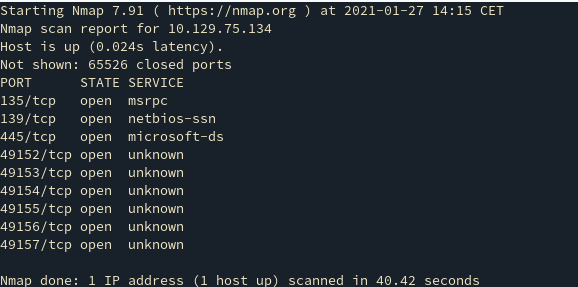 Starting Nmap 7.91 ( https://nmap.org ) at 2021-01-27 14:15 CET
Nmap scan report for 10.129.75.134
Host is up (0.024s latency).
Not shown: 65526 closed ports
PORT      STATE SERVICE
135/tcp   open  msrpc
139/tcp   open  netbios-ssn
445/tcp   open  microsoft-ds
49152/tcp open  unknown
49153/tcp open  unknown
49154/tcp open  unknown
49155/tcp open  unknown
49156/tcp open  unknown
49157/tcp open  unknown
Nmap done: 1 IP address (1 host up) scanned in 40.42 seconds